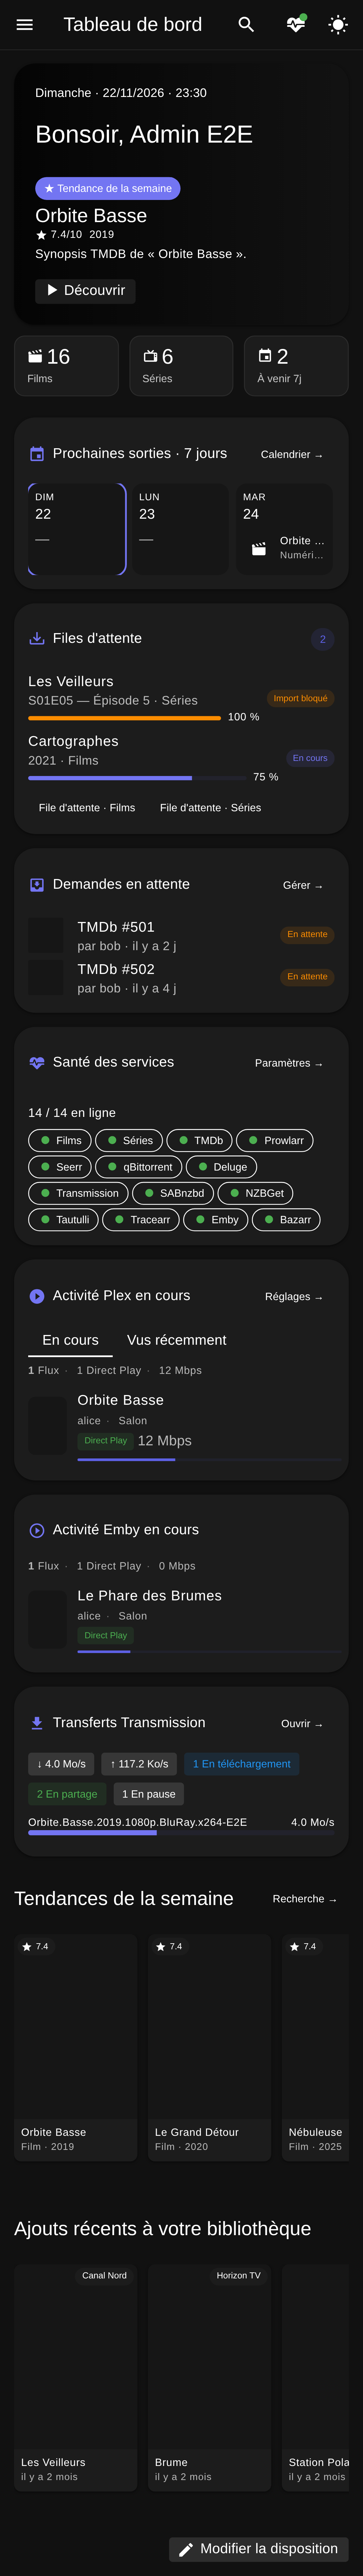 Tableau de bord
Dimanche · 22/11/2026 · 23:30
Bonsoir, Admin E2E
Tendance de la semaine
Orbite Basse
7.4/10 2019
Synopsis TMDB de « Orbite Basse ».
Découvrir
16
Films
6
Séries
2
À venir 7j
Prochaines sorties · 7 jours
Calendrier →
DIM
22
—
LUN
23
—
MAR
24
Orbite ...
Numéri...
Files d'attente
2
Les Veilleurs
S01E05 — Épisode 5 · Séries
Import bloqué
100 %
Cartographes
2021 · Films
En cours
75 %
File d'attente · Films
File d'attente · Séries
Demandes en attente
Gérer →
TMDb #501
par bob · il y a 2 j
En attente
TMDb #502
par bob · il y a 4 j
En attente
Santé des services
Paramètres →
14 / 14 en ligne
Films
Séries
TMDb
Prowlarr
Seerr
qBittorrent
Deluge
Transmission
SABnzbd
NZBGet
Tautulli
Tracearr
Emby
Bazarr
Activité Plex en cours
Réglages →
En cours
Vus récemment
1 Flux · 1 Direct Play · 12 Mbps
Orbite Basse
alice · Salon
Direct Play 12 Mbps
Activité Emby en cours
1 Flux · 1 Direct Play · 0 Mbps
Le Phare des Brumes
alice · Salon
Direct Play
Transferts Transmission
Ouvrir →
↓ 4.0 Mo/s
↑ 117.2 Ko/s
1 En téléchargement
2 En partage
1 En pause
Orbite.Basse.2019.1080p.BluRay.x264-E2E
4.0 Mo/s
Tendances de la semaine
Recherche →
7.4
7.4
7.4
Orbite Basse
Film · 2019
Le Grand Détour
Film · 2020
Nébuleuse
Film · 2025
Ajouts récents à votre bibliothèque
Canal Nord
Horizon TV
Les Veilleurs
il y a 2 mois
Brume
il y a 2 mois
Station Pola
il y a 2 mois
Modifier la disposition